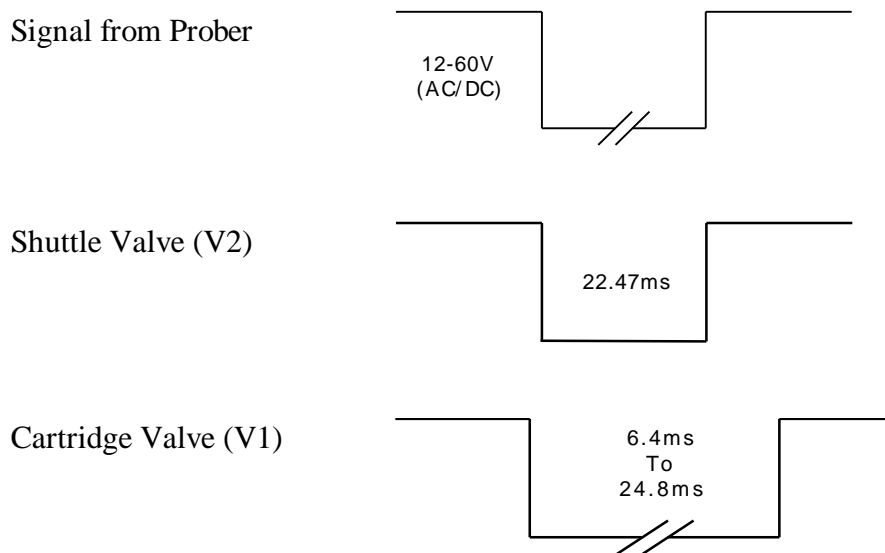 Signal from Prober
12-60V
(AC/DC)
Shuttle Valve (V2)
22.47ms
Cartridge Valve (V1)
6.4ms
To
24.8ms